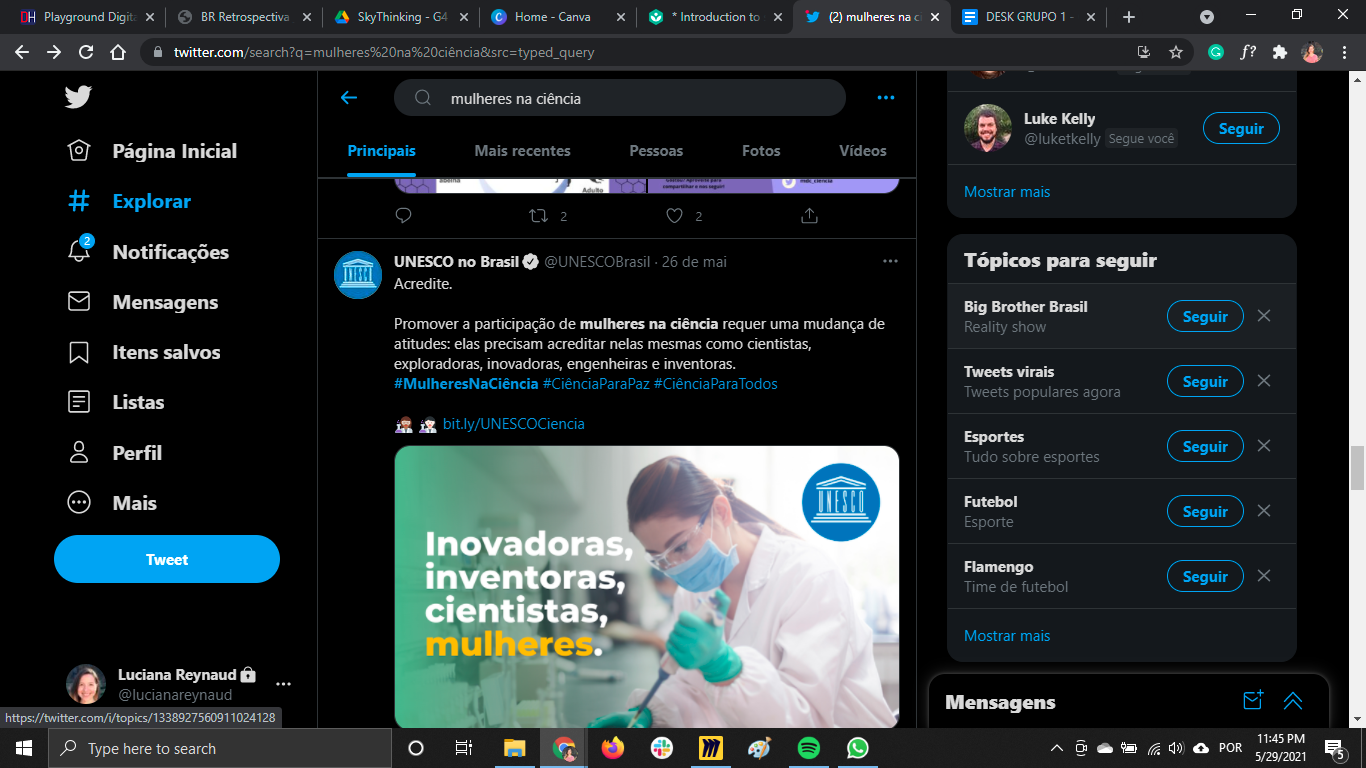 Playground Digita
BR Retrospectiva
SkyThinking - G4
Home - Canva
* Introduction to
(2) mulheres na ci
DESK GRUPO 1 -
twitter.com/search?q=mulheres%20na%20ciência&src=typed_query
Página Inicial
Explorar
2
Notificações
Mensagens
Itens salvos
Listas
Perfil
Mais
Tweet
Luciana Reynaud
@lucianareynaud
https://twitter.com/i/topics/1338927560911024128
mulheres na ciência
Principais
Mais recentes
Pessoas
Fotos
Vídeos
Adulto
compartilhar e nos seguir!
2
2
UNESCO no Brasil @UNESCOBrasil · 26 de mai
Acredite.
Promover a participação de mulheres na ciência requer uma mudança de
atitudes: elas precisam acreditar nelas mesmas como cientistas,
exploradoras, inovadoras, engenheiras e inventoras.
#MulheresNaCiência #CiênciaParaPaz #CiênciaParaTodos
bit.ly/UNESCOCiencia
UNESCO
UNESCO
Inovadoras,
inventoras,
cientistas,
mulheres.
Luke Kelly
@luketkelly Segue você
Seguir
Mostrar mais
Tópicos para seguir
Big Brother Brasil
Reality show
Seguir
Tweets virais
Tweets populares agora
Seguir
Esportes
Tudo sobre esportes
Seguir
Futebol
Esporte
Seguir
Flamengo
Time de futebol
Seguir
Mostrar mais
Mensagens
Type here to search
POR
11:45 PM
5/29/2021
5